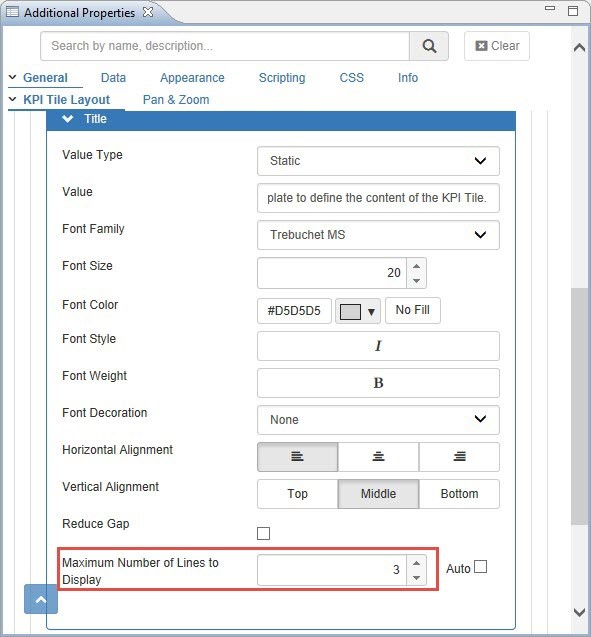 Additional Properties
Search by name, description...
Clear
General Data Appearance Scripting CSS Info
KPI Tile Layout Pan & Zoom
Title
Value Type Static
Value plate to define the content of the KPI Tile.
Font Family Trebuchet MS
Font Size 20
Font Color #D5D5D5 No Fill
Font Style I
Font Weight B
Font Decoration None
Horizontal Alignment
Vertical Alignment Top Middle Bottom
Reduce Gap
Maximum Number of Lines to
Display 3 Auto